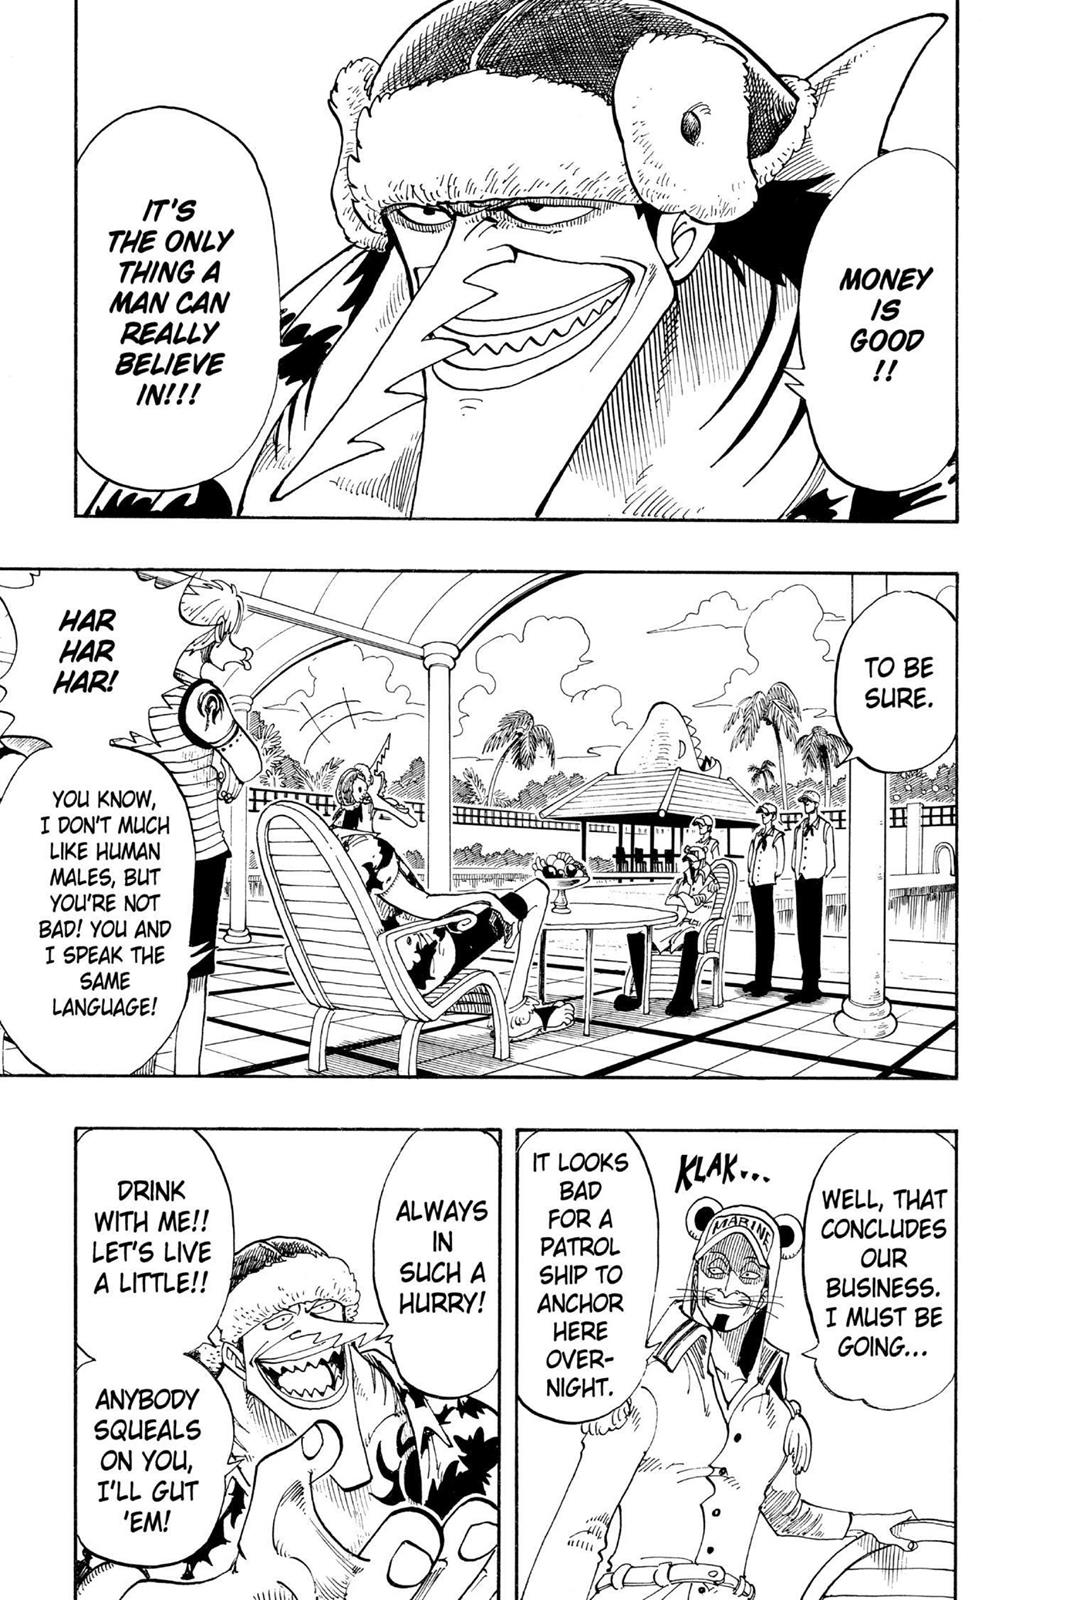 MONEY
IS
GOOD
!!
IT'S
THE ONLY
THING A
MAN CAN
REALLY
BELIEVE
IN!!!
TO BE
SURE.
HAR
HAR
HAR!
YOU KNOW,
I DON'T MUCH
LIKE HUMAN
MALES, BUT
YOU'RE NOT
BAD! YOU AND
I SPEAK THE
SAME
LANGUAGE!
WELL, THAT
CONCLUDES
OUR
BUSINESS.
I MUST BE
GOING...
KLAK...
MARINE
IT LOOKS
BAD
FOR A
PATROL
SHIP TO
ANCHOR
HERE
OVER-
NIGHT.
ALWAYS
IN
SUCH A
HURRY!
DRINK
WITH ME!!
LET'S LIVE
A LITTLE!!
ANYBODY
SQUEALS
ON YOU,
I'LL GUT
'EM!